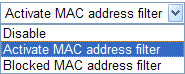 Activate MAC address filter
Disable
Activate MAC address filter
Blocked MAC address filter